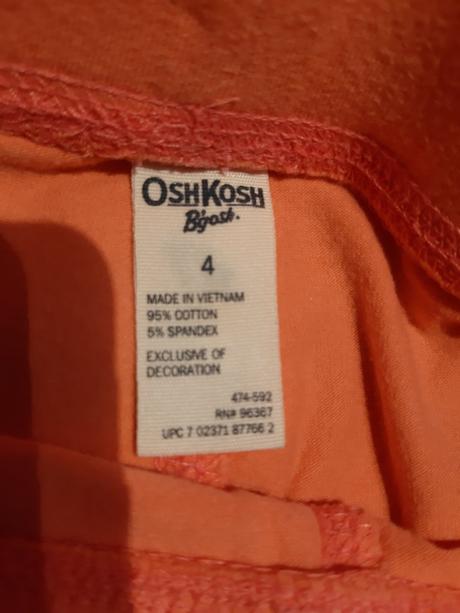 OSHKOSH
B'gosh.
4
MADE IN VIETNAM
95% COTTON
5% SPANDEX
EXCLUSIVE OF
DECORATION
474-592
RN# 96367
UPC 7 02371 87766 2